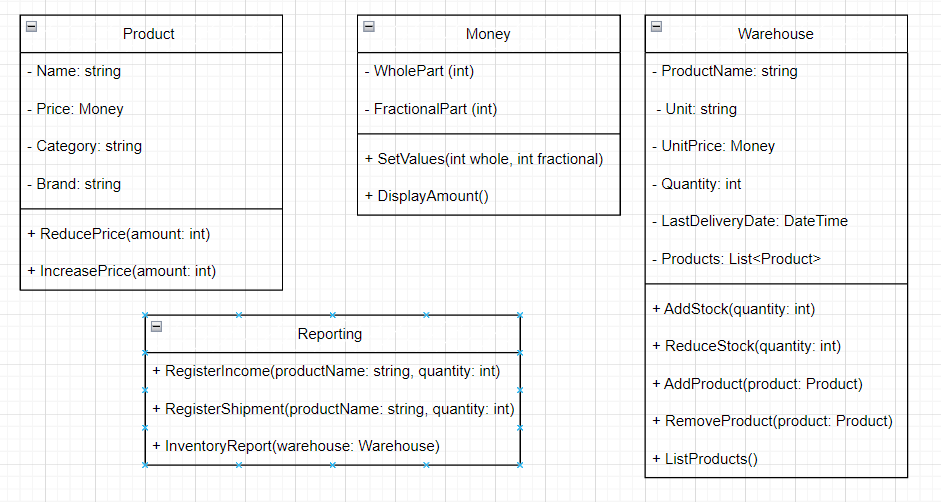 Product
- Name: string
- Price: Money
- Category: string
- Brand: string
+ ReducePrice(amount: int)
+ IncreasePrice(amount: int)
Money
- WholePart (int)
- FractionalPart (int)
+ SetValues(int whole, int fractional)
+ DisplayAmount()
Warehouse
- ProductName: string
- Unit: string
- UnitPrice: Money
- Quantity: int
- LastDeliveryDate: DateTime
- Products: List<Product>
+ AddStock(quantity: int)
+ ReduceStock(quantity: int)
+ AddProduct(product: Product)
+ RemoveProduct(product: Product)
+ ListProducts()
Reporting
+ RegisterIncome(productName: string, quantity: int)
+ RegisterShipment(productName: string, quantity: int)
+ InventoryReport(warehouse: Warehouse)